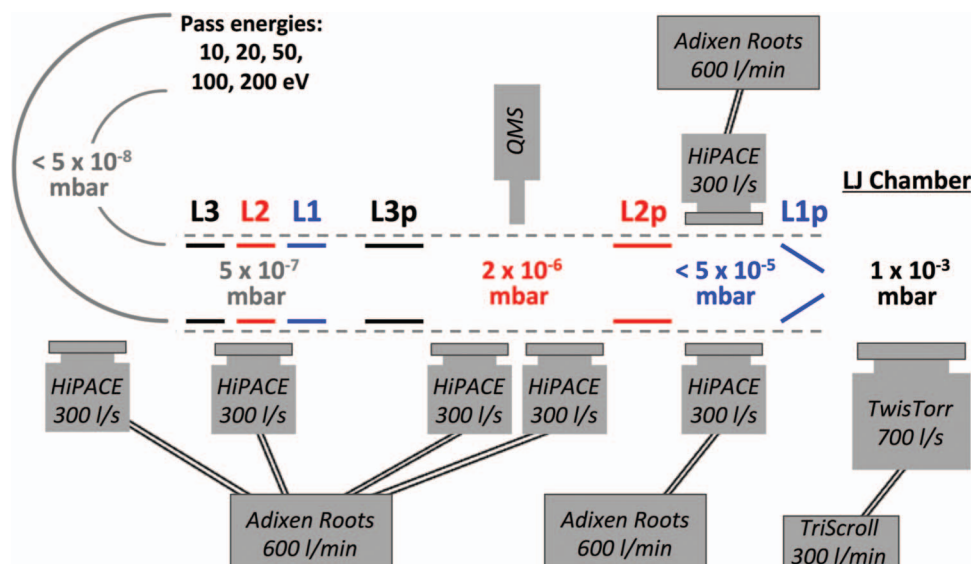 Pass energies:
10, 20, 50,
100, 200 eV
Adixen Roots
600 l/min
QMS
HiPACE
300 l/s
< 5 x 10⁻⁸
mbar
LJ Chamber
L3 L2 L1 L3p L2p L1p
5 x 10⁻⁷
mbar
2 x 10⁻⁶
mbar
< 5 x 10⁻⁵
mbar
1 x 10⁻³
mbar
HiPACE
300 l/s
HiPACE
300 l/s
HiPACE
300 l/s
HiPACE
300 l/s
HiPACE
300 l/s
TwisTorr
700 l/s
Adixen Roots
600 l/min
Adixen Roots
600 l/min
TriScroll
300 l/min